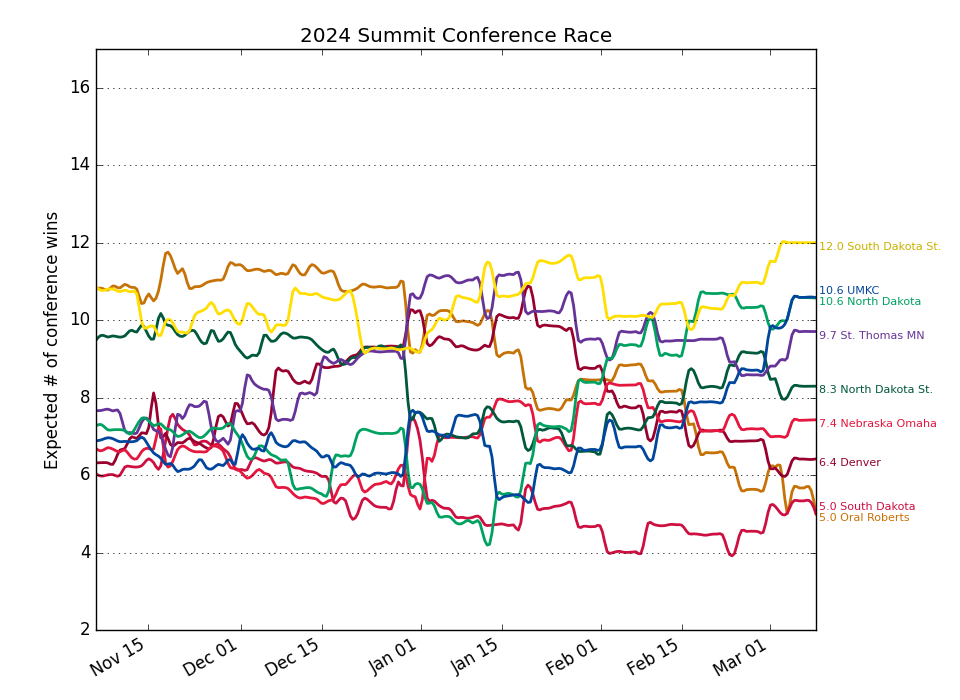 2024 Summit Conference Race
Expected # of conference wins
16
14
12
10
8
6
4
2
12.0 South Dakota St.
10.6 UMKC
10.6 North Dakota
9.7 St. Thomas MN
8.3 North Dakota St.
7.4 Nebraska Omaha
6.4 Denver
5.0 South Dakota
5.0 Oral Roberts
Nov 15
Dec 01
Dec 15
Jan 01
Jan 15
Feb 01
Feb 15
Mar 01